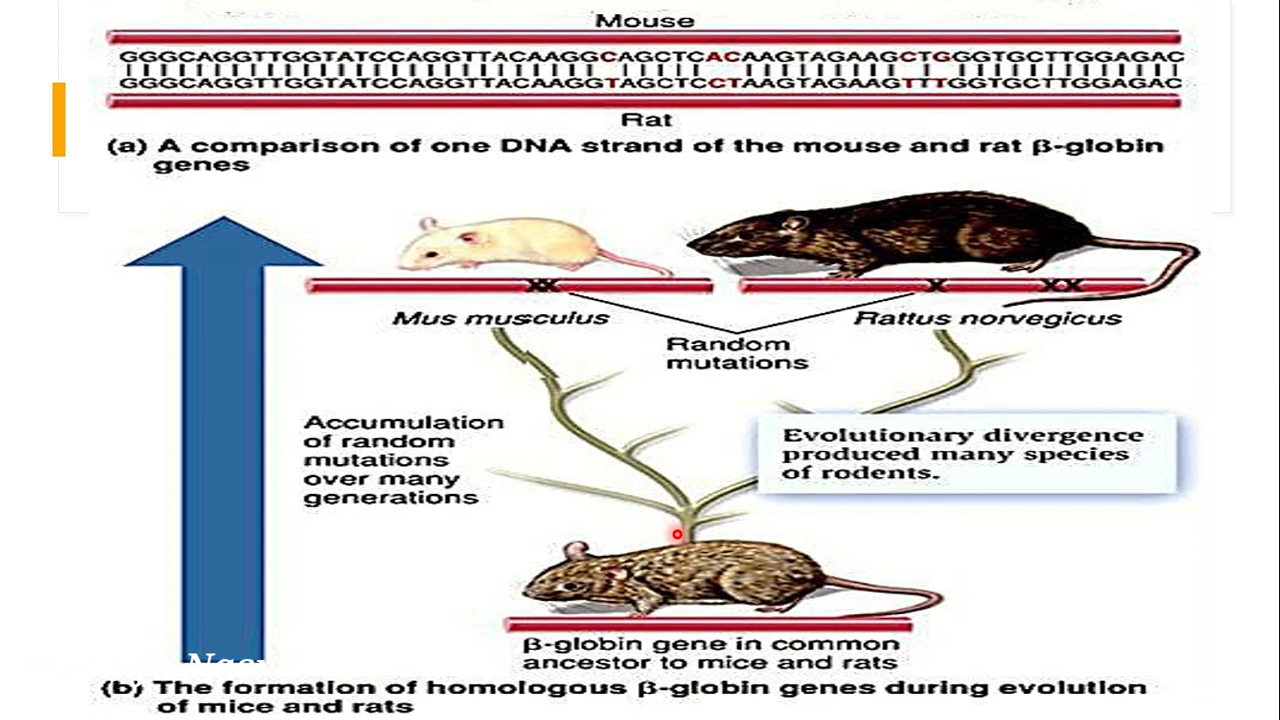 Mouse
GGGCAGGTTGGTATCCAGGTTACAAGGCAGCTCACAAGTAGAAGCTGGGTGCTTGGAGAC
GGGCAGGTTGGTATCCAGGTTACAAGGTAGCTCCTAAGTAGAAGTTTGGTGCTTGGAGAC
Rat
(a) A comparison of one DNA strand of the mouse and rat β-globin
genes
XX
X XX
Mus musculus
Rattus norvegicus
Random
mutations
Accumulation
of random
mutations
over many
generations
Evolutionary divergence
produced many species
of rodents.
β-globin gene in common
ancestor to mice and rats
(b) The formation of homologous β-globin genes during evolution
of mice and rats